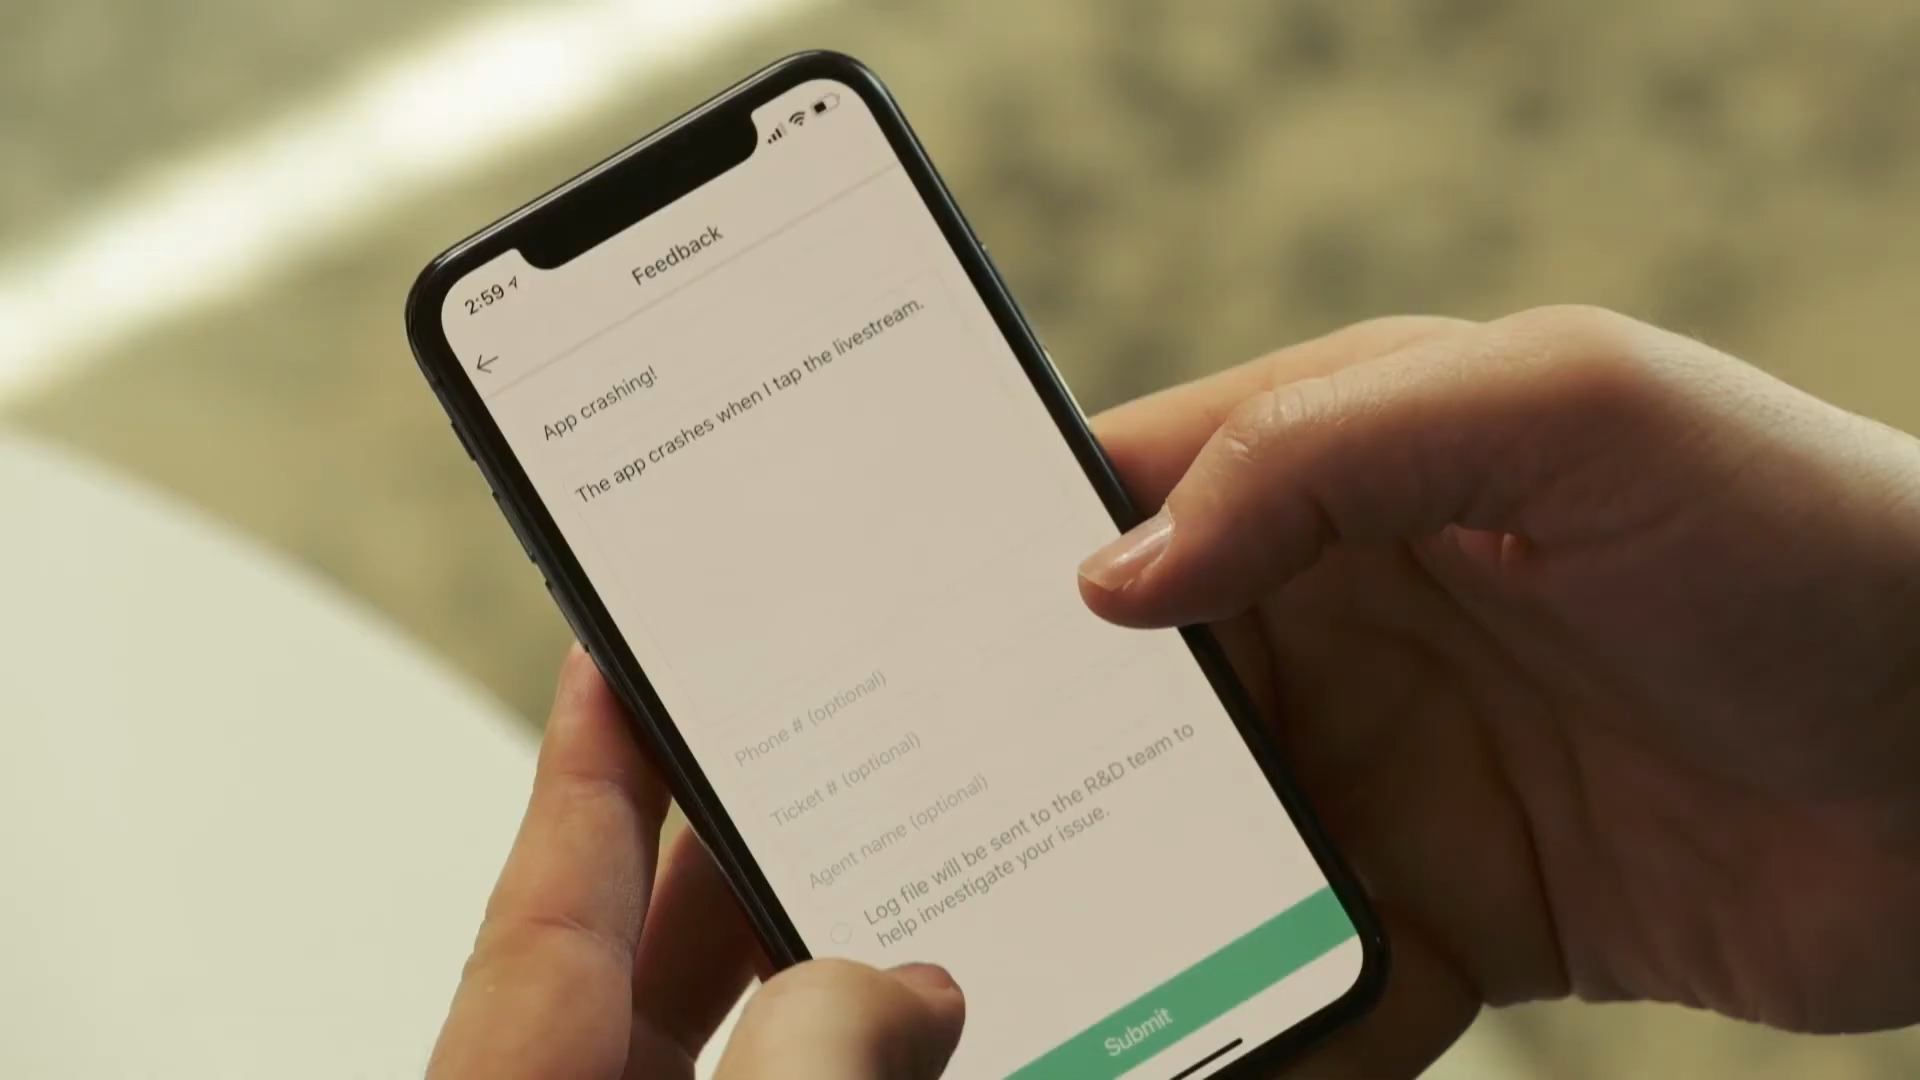 2:59
Feedback
App crashing!
The app crashes when I tap the livestream.
Phone # (optional)
Ticket # (optional)
Agent name (optional)
Log file will be sent to the R&D team to
help investigate your issue.
Submit